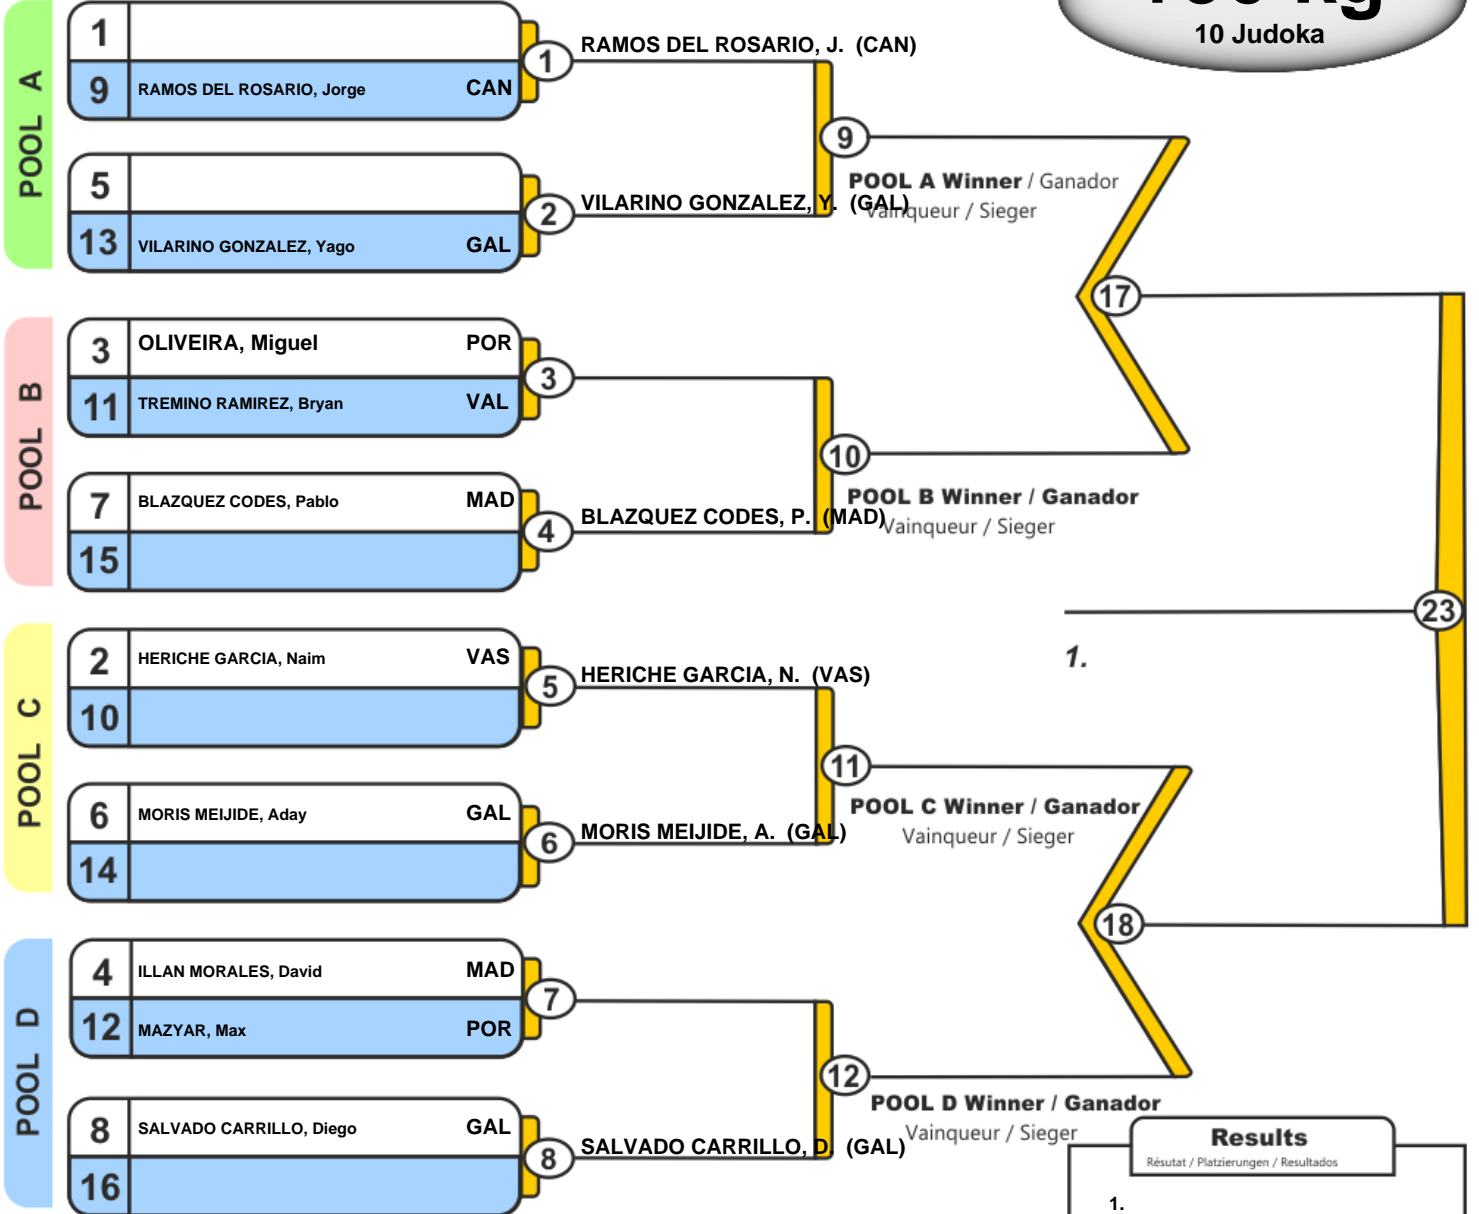 10 Judoka
POOL A
1
9 RAMOS DEL ROSARIO, Jorge CAN
1
RAMOS DEL ROSARIO, J. (CAN)
5
13 VILARINO GONZALEZ, Yago GAL
2
VILARINO GONZALEZ, Y. (GAL)
9
POOL A Winner / Ganador
Vainqueur / Sieger
17
POOL B
3 OLIVEIRA, Miguel POR
11 TREMINO RAMIREZ, Bryan VAL
3
7 BLAZQUEZ CODES, Pablo MAD
15
4
BLAZQUEZ CODES, P. (MAD)
10
POOL B Winner / Ganador
Vainqueur / Sieger
23
1.
POOL C
2 HERICHE GARCIA, Naim VAS
10
5
HERICHE GARCIA, N. (VAS)
6 MORIS MEIJIDE, Aday GAL
14
6
MORIS MEIJIDE, A. (GAL)
11
POOL C Winner / Ganador
Vainqueur / Sieger
18
POOL D
4 ILLAN MORALES, David MAD
12 MAZYAR, Max POR
7
8 SALVADO CARRILLO, Diego GAL
16
8
SALVADO CARRILLO, D. (GAL)
12
POOL D Winner / Ganador
Vainqueur / Sieger
Results
Résutat / Platzierungen / Resultados
1.